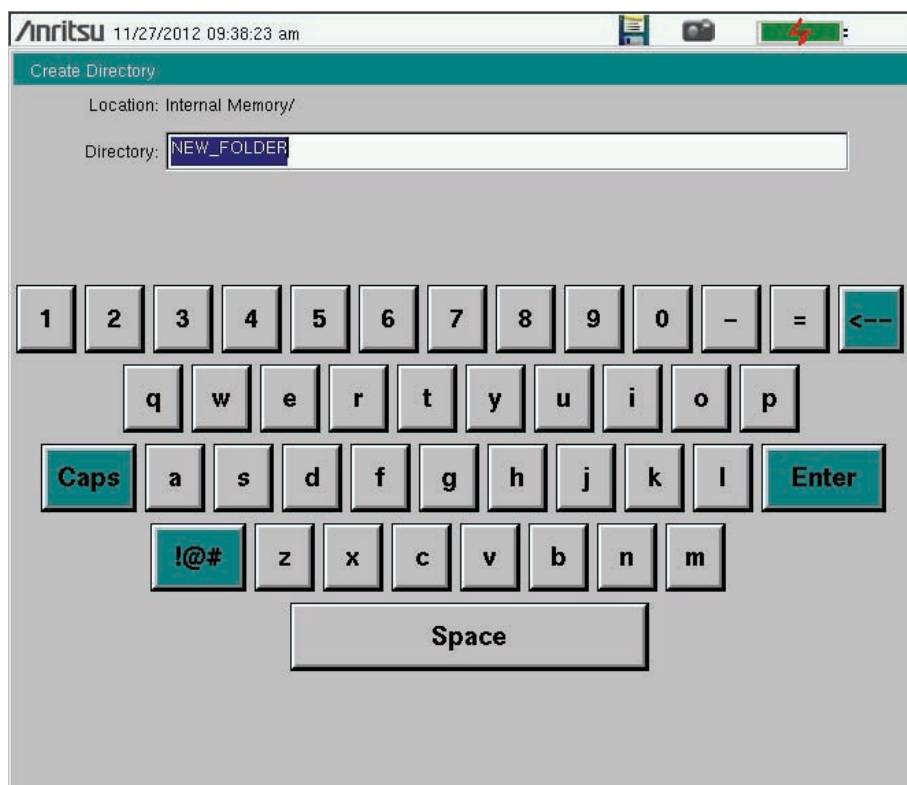 Anritsu 11/27/2012 09:38:23 am
Create Directory
Location: Internal Memory/
Directory: NEW_FOLDER
1 2 3 4 5 6 7 8 9 0 - = <--
q w e r t y u i o p
Caps a s d f g h j k l Enter
!@# z x c v b n m
Space